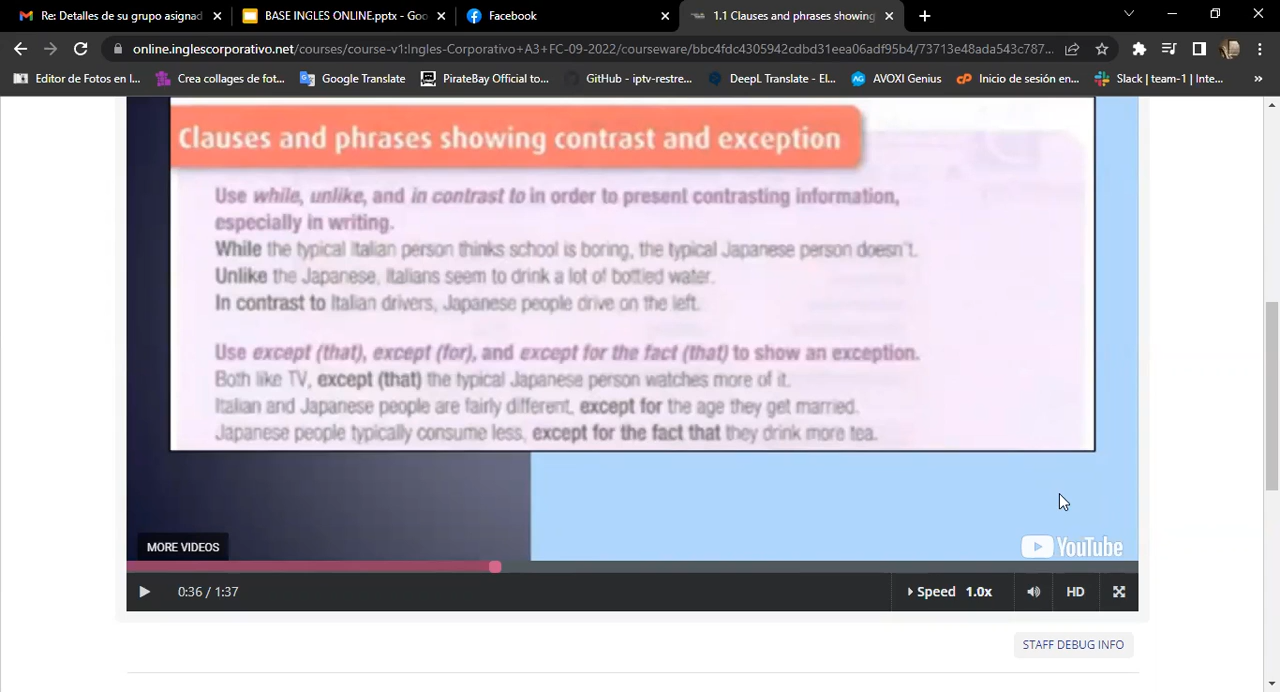 Re: Detalles de su grupo asignad
BASE INGLES ONLINE.pptx - Goo
Facebook
1.1 Clauses and phrases showing
online.inglescorporativo.net/courses/course-v1:Ingles-Corporativo+A3+FC-09-2022/courseware/bbc4fdc4305942cdbd31eea06adf95b4/73713e48ada543c787...
Editor de Fotos en l...
Crea collages de fot...
Google Translate
PirateBay Official to...
GitHub - iptv-restre...
DeepL Translate - El...
AVOXI Genius
Inicio de sesión en...
Slack | team-1 | Inte...
Clauses and phrases showing contrast and exception
Use while, unlike, and in contrast to in order to present contrasting information,
especially in writing.
While the typical Italian person thinks school is boring, the typical Japanese person doesn't.
Unlike the Japanese, Italians seem to drink a lot of bottled water.
In contrast to Italian drivers, Japanese people drive on the left.
Use except (that), except (for), and except for the fact (that) to show an exception.
Both like TV, except (that) the typical Japanese person watches more of it.
Italian and Japanese people are fairly different, except for the age they get married.
Japanese people typically consume less, except for the fact that they drink more tea.
MORE VIDEOS
YouTube
0:36 / 1:37
Speed 1.0x
HD
STAFF DEBUG INFO